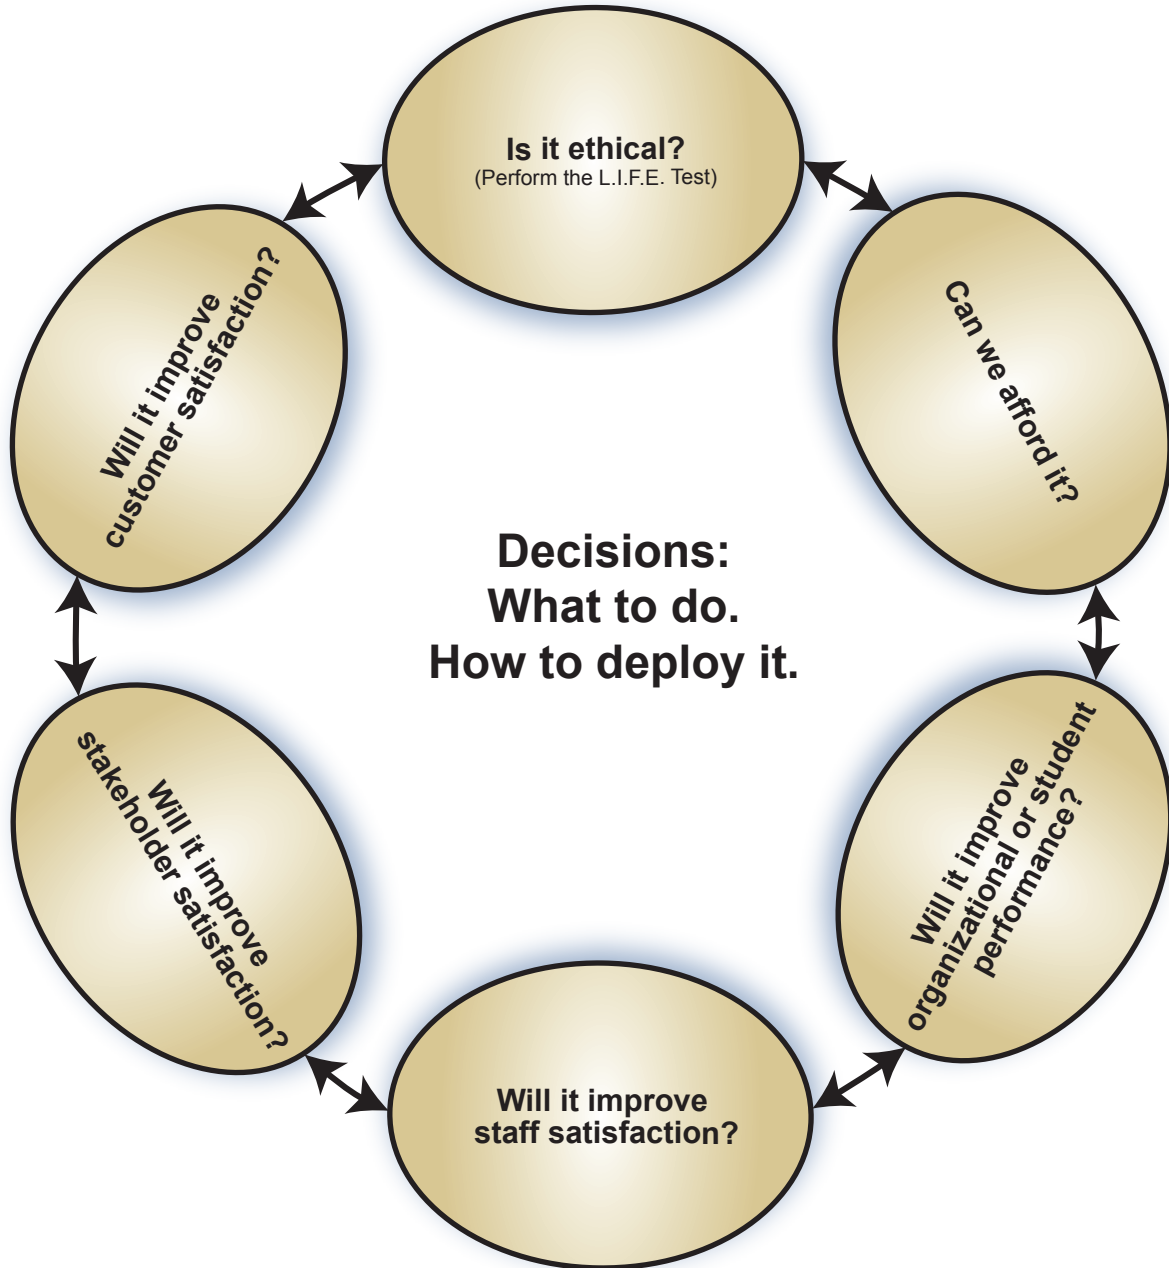 Is it ethical?
(Perform the L.I.F.E. Test)
Can we afford it?
Will it improve
organizational or student
performance?
Will it improve
staff satisfaction?
Will it improve
stakeholder satisfaction?
Will it improve
customer satisfaction?
Decisions:
What to do.
How to deploy it.